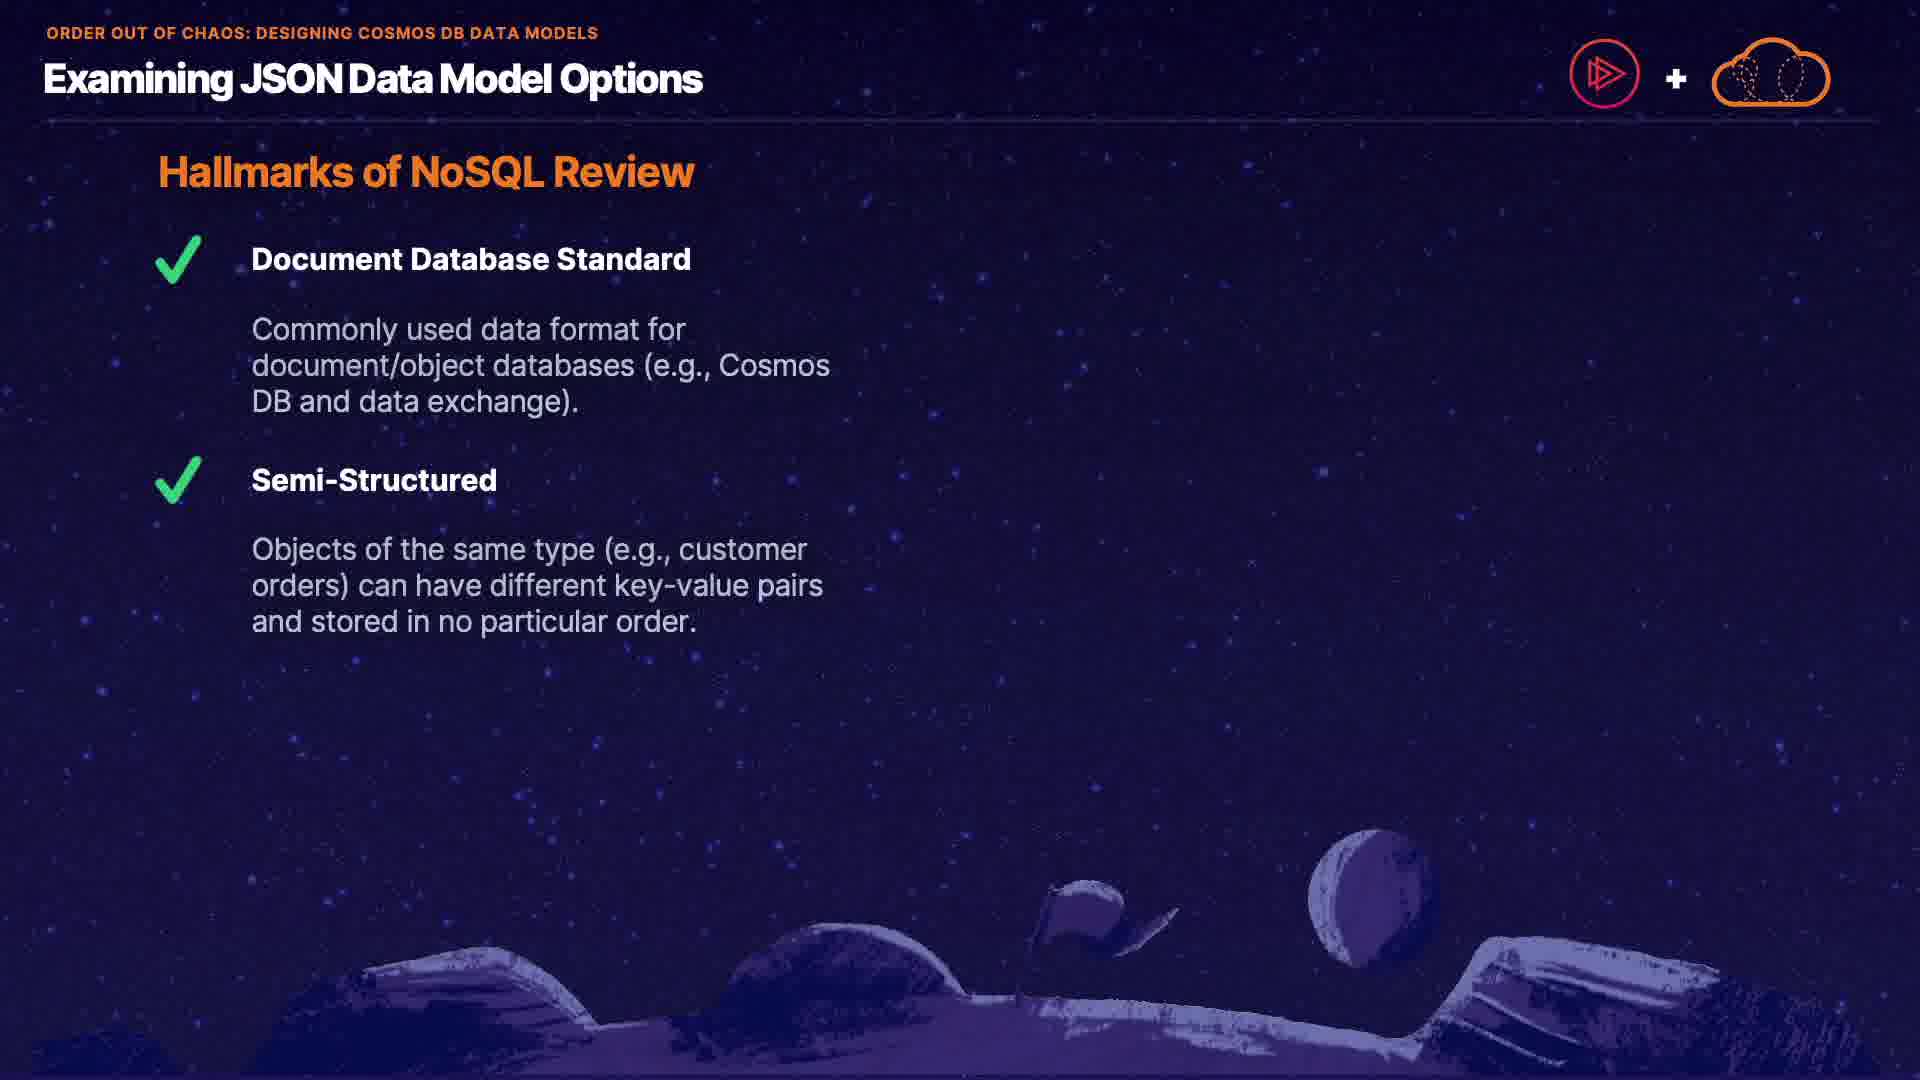 ORDER OUT OF CHAOS: DESIGNING COSMOS DB DATA MODELS
Examining JSON Data Model Options
Hallmarks of NoSQL Review
Document Database Standard
Commonly used data format for
document/object databases (e.g., Cosmos
DB and data exchange).
Semi-Structured
Objects of the same type (e.g., customer
orders) can have different key-value pairs
and stored in no particular order.